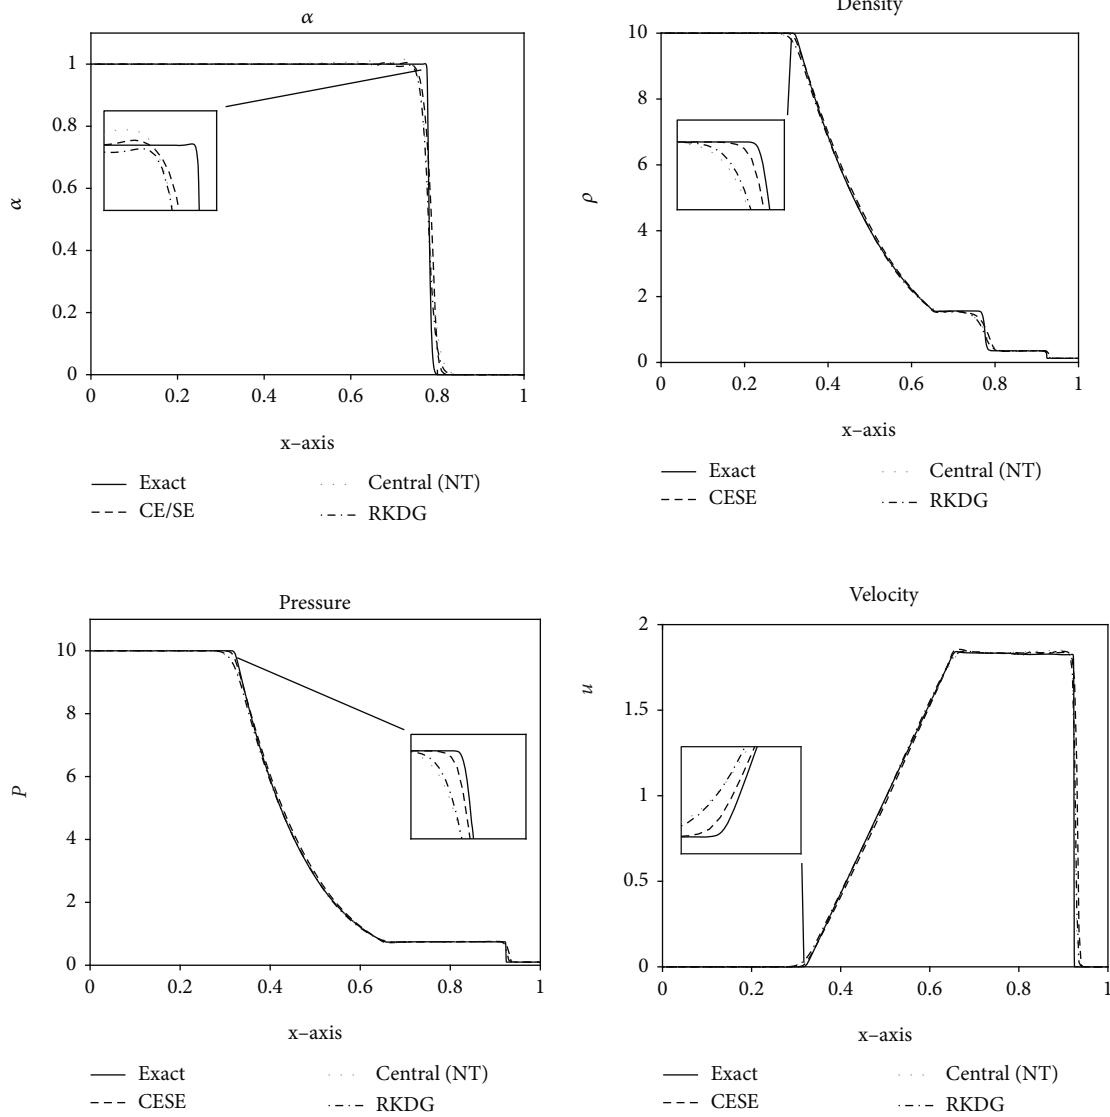 α
α
1
0.8
0.6
0.4
0.2
0
0 0.2 0.4 0.6 0.8 1
x–axis
Exact
CE/SE
Central (NT)
RKDG
Density
ρ
10
8
6
4
2
0
0 0.2 0.4 0.6 0.8 1
x–axis
Exact
CESE
Central (NT)
RKDG
Pressure
P
10
8
6
4
2
0
0 0.2 0.4 0.6 0.8 1
x–axis
Exact
CESE
Central (NT)
RKDG
Velocity
u
2
1.5
1
0.5
0
0 0.2 0.4 0.6 0.8 1
x–axis
Exact
CESE
Central (NT)
RKDG